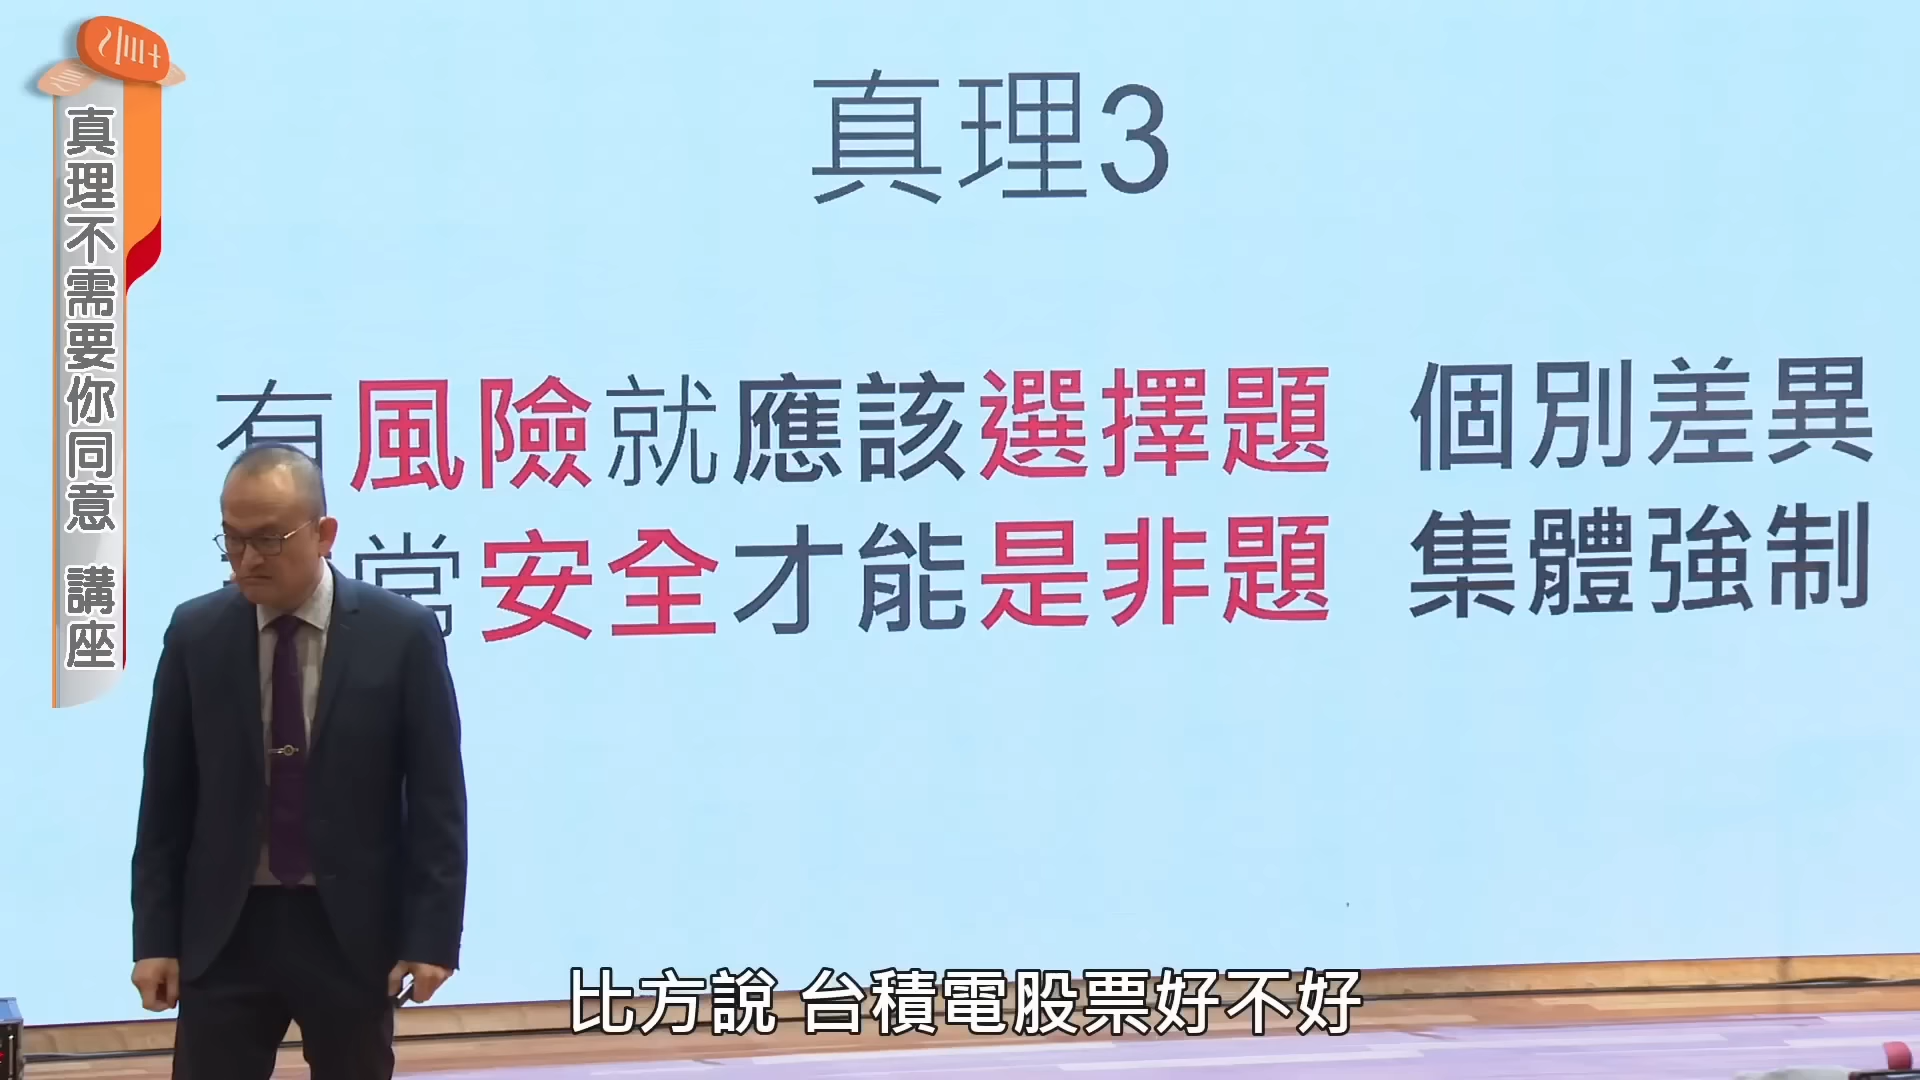 真理不需要你同意 講座
真理3
有風險就應該選擇題 個別差異
當安全才能是非題 集體強制
比方說 台積電股票好不好